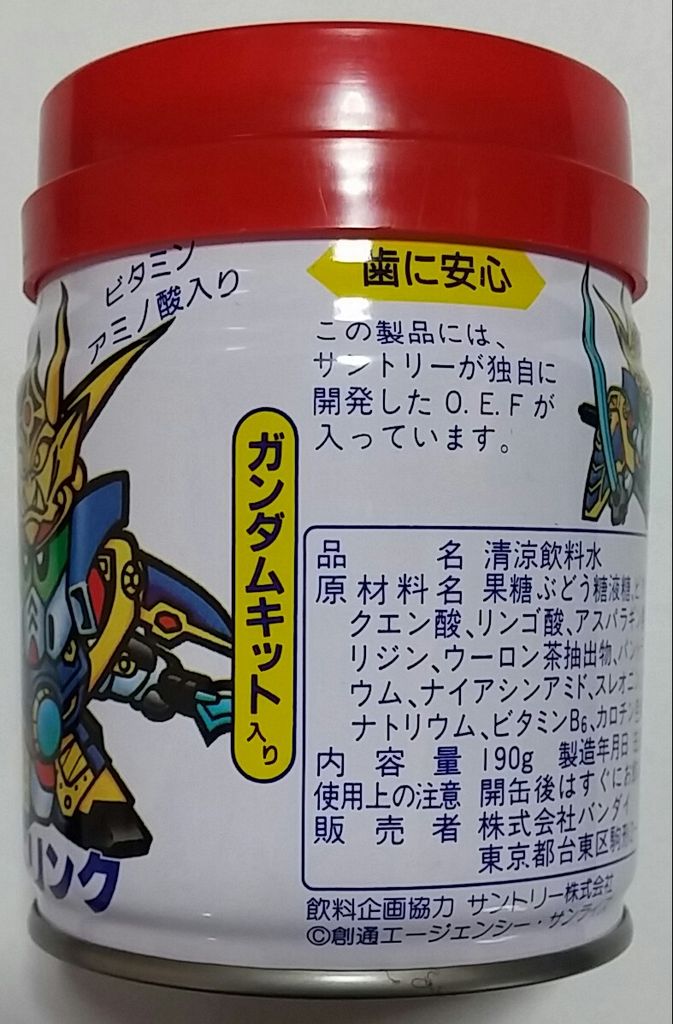 ビタミン
アミノ酸入り
リンク
ガンダムキット入り
歯に安心
この製品には、
サントリーが独自に
開発したO.E.Fが
入っています。
品名 清涼飲料水
原材料名 果糖ぶどう糖液糖、ビ
クエン酸、リンゴ酸、アスパラギン
リジン、ウーロン茶抽出物、パント
ウム、ナイアシンアミド、スレオニ
ナトリウム、ビタミンB₆、カロチン
内容量 190g 製造年月日
使用上の注意 開缶後はすぐにお
販売者 株式会社バンダイ
東京都台東区駒形
飲料企画協力 サントリー株式会社
©創通エージェンシー・サンライズ